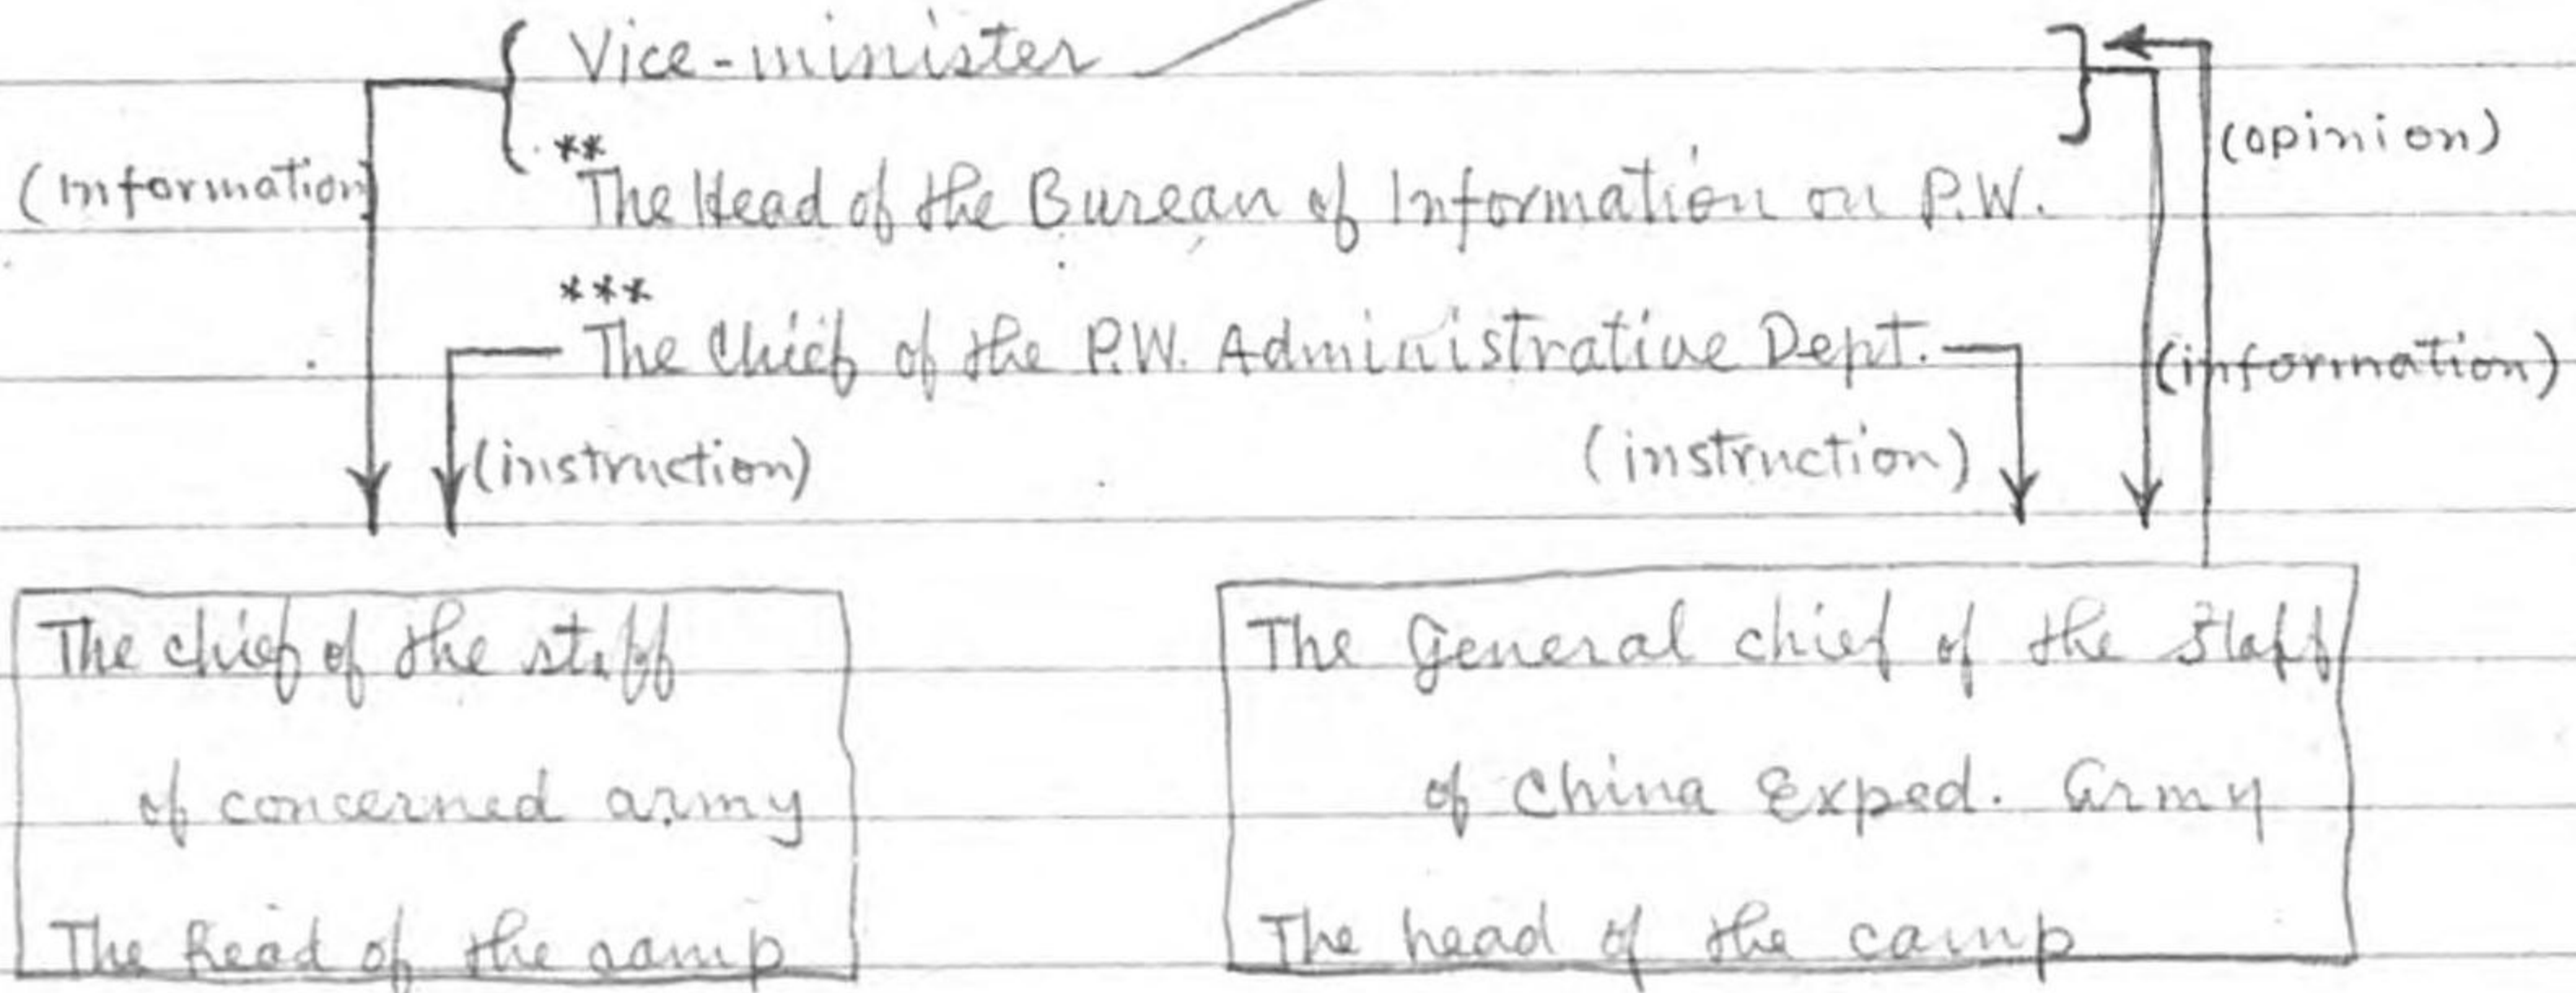 Vice-minister
(opinion)
**
(Information)
The Head of the Bureau of Information on P.W.
***
The Chief of the P.W. Administrative Dept.
(information)
(instruction)
(instruction)
The chief of the staff
The General chief of the staff
of concerned army
of China Exped. Army
The head of the camp
The head of the camp